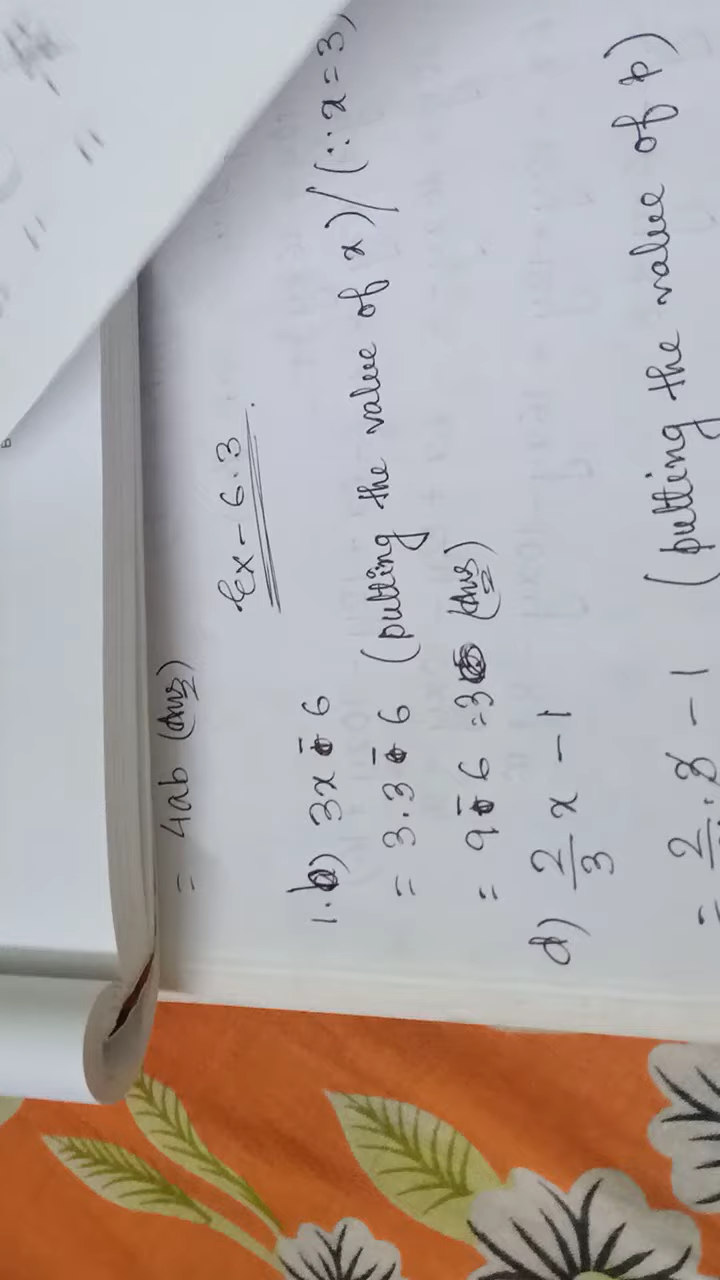 = 4ab (Ans)
Ex - 6.3.
1.b) 3x - 6
= 3.3 - 6 (putting the value of x) / (∵ x = 3)
= 9 - 6 = 3 (Ans)
d) 2/3 x - 1
= 2/ . 3 - 1 (putting the value of p)